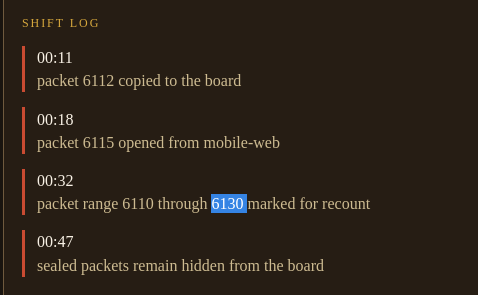 SHIFT LOG
00:11
packet 6112 copied to the board
00:18
packet 6115 opened from mobile-web
00:32
packet range 6110 through 6130 marked for recount
00:47
sealed packets remain hidden from the board